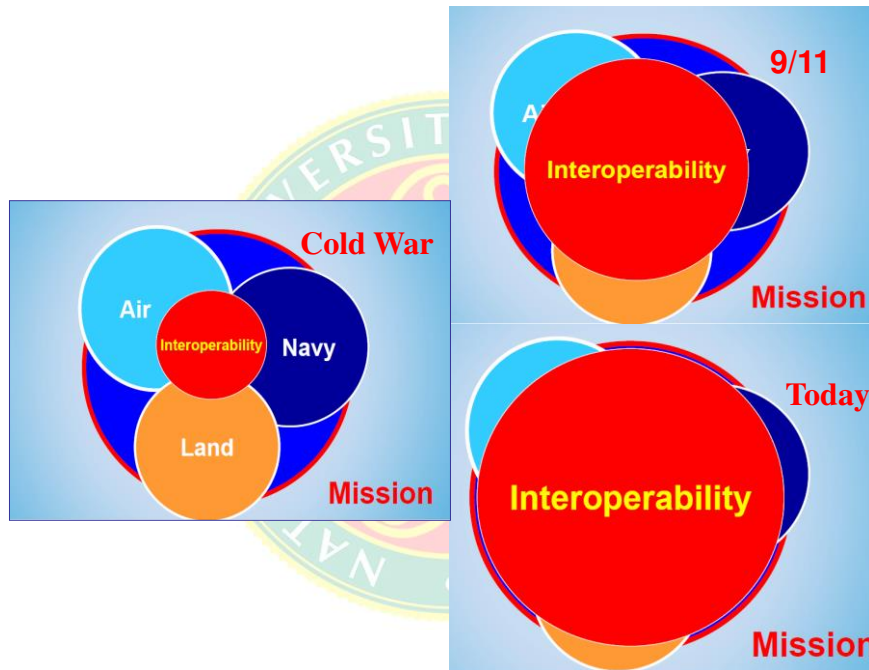 Cold War
Air
Interoperability
Navy
Land
Mission
9/11
Interoperability
Mission
Today
Interoperability
Mission